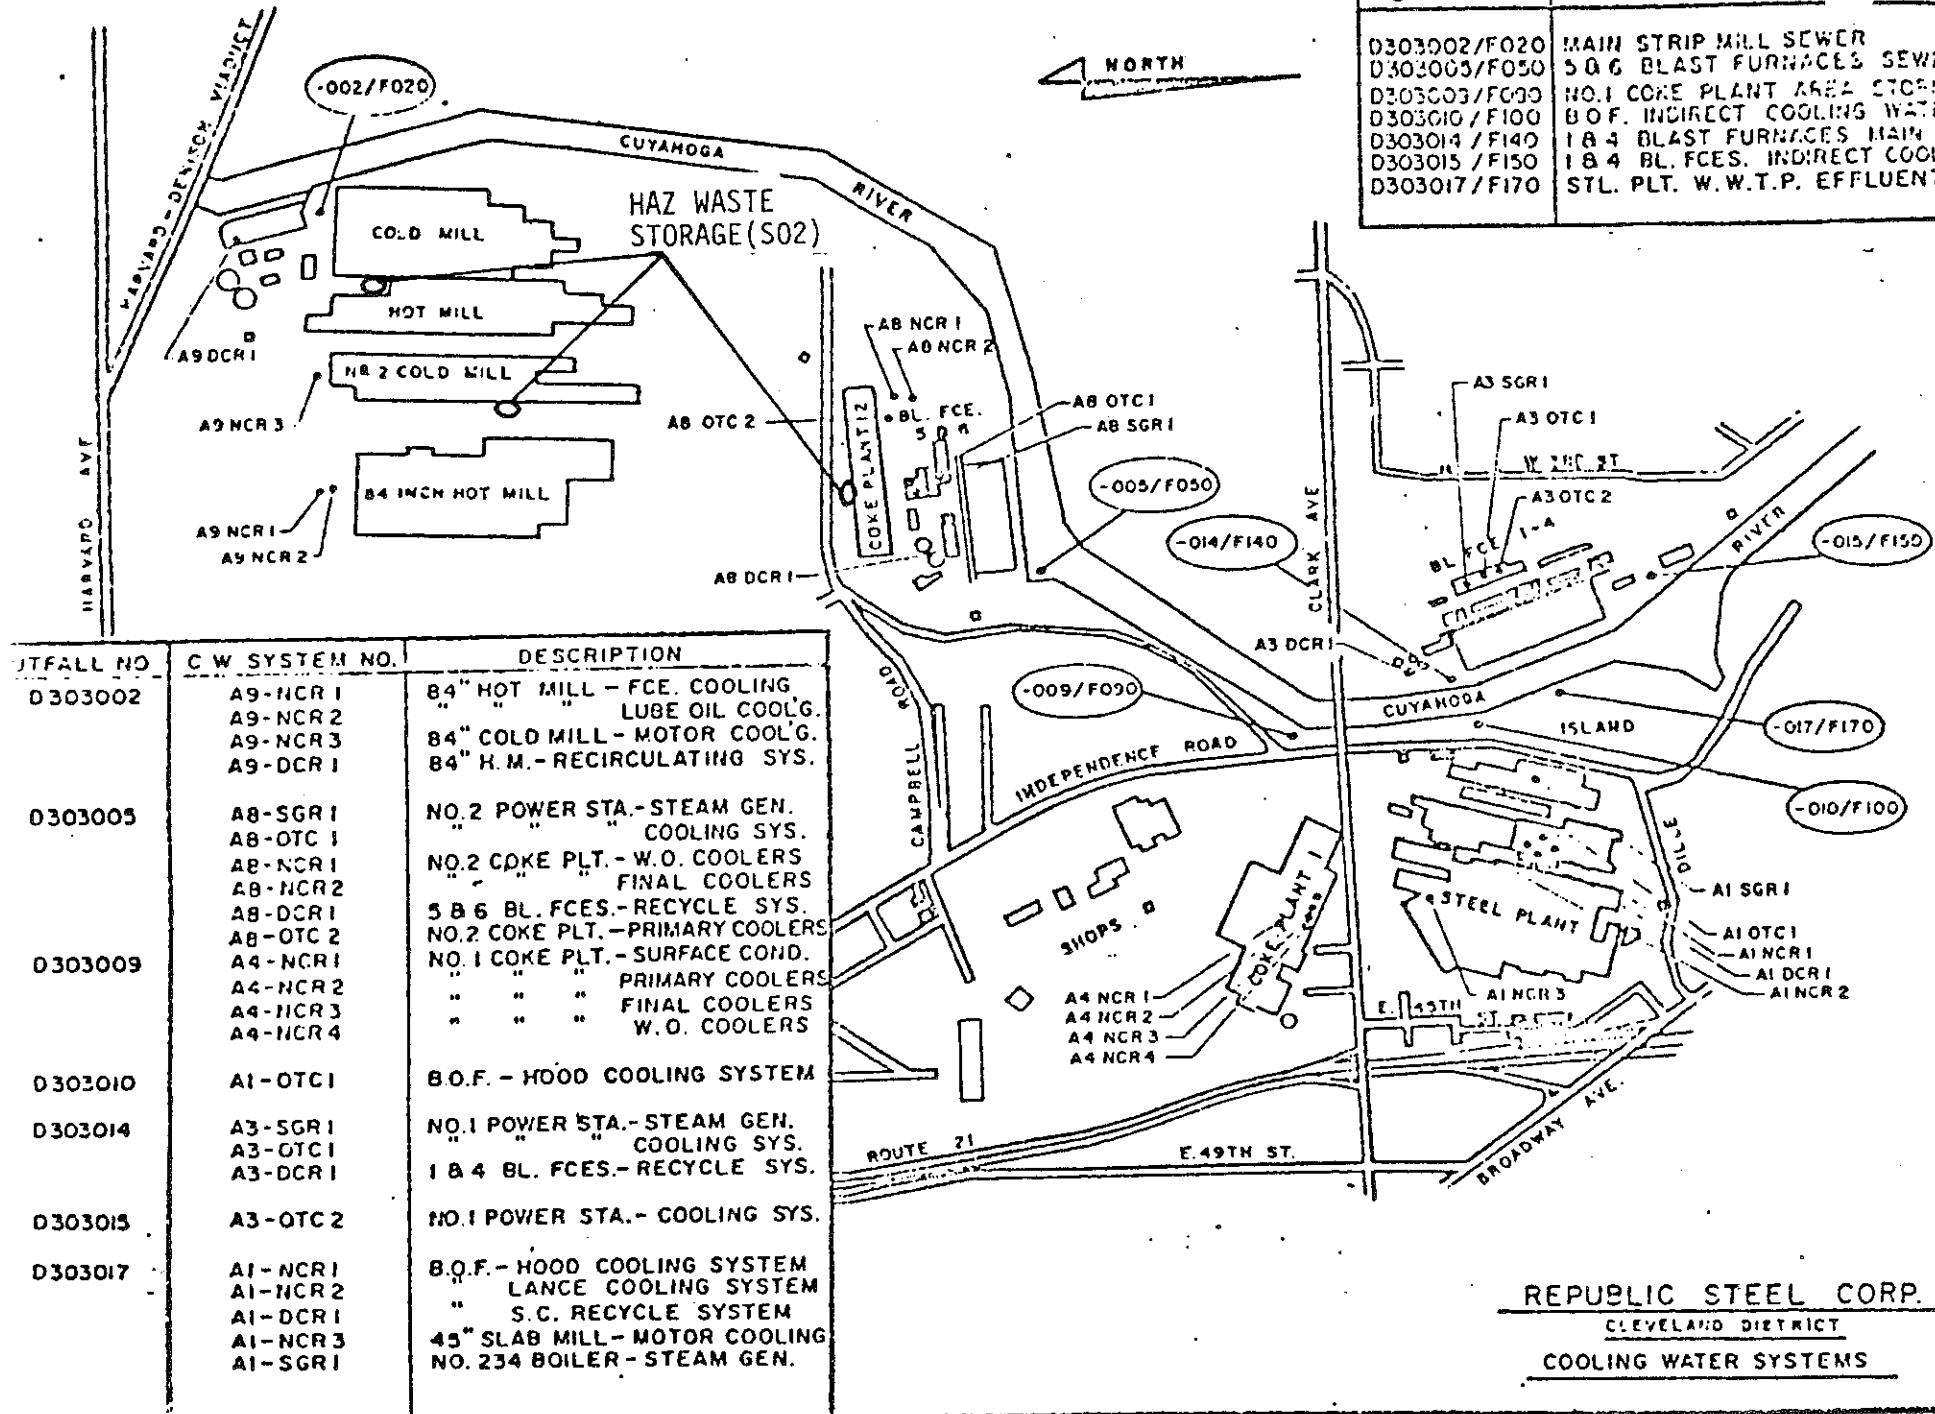 D303002/F020 MAIN STRIP MILL SEWER
D303005/F050 5 & 6 BLAST FURNACES
NO. 1 COKE PLANT AREA
D303010/F100 B.O.F. INDIRECT COOLING
D303014/F140 1 & 4 BLAST FURNACES MAIN
D303015/F150 1 & 4 BL. FCES. INDIRECT
D303017/F170 STL. PLT. W.W.T.P. EFFLUENT
NORTH
-002/F020
HARVARD - DENISON VIADUCT
CUYAHOGA
RIVER
HAZ WASTE
STORAGE(S02)
COLD MILL
HOT MILL
A9 DCR 1
NO. 2 COLD MILL
A9 NCR 3
84 INCH HOT MILL
A9 NCR 1
A9 NCR 2
HARVARD AVE
A8 NCR 1
A8 NCR 2
A8 OTC 2
COKE PLANT
BL. FCE.
5
A8 OTC 1
A8 SGR 1
A8 DCR 1
-005/F050
-014/F140
CLARK AVE
A3 SGR 1
A3 OTC 1
A3 OTC 2
BL. FCE. 1-4
RIVER
-015/F150
A3 DCR 1
-009/F090
CUYAHOGA
ISLAND
-017/F170
-010/F100
CAMPBELL ROAD
INDEPENDENCE ROAD
SHOPS
COKE PLANT 1
STEEL PLANT
DILLE
A1 SGR 1
A1 OTC 1
A1 NCR 1
A1 DCR 1
A1 NCR 2
A1 NCR 3
A4 NCR 1
A4 NCR 2
A4 NCR 3
A4 NCR 4
E. 45TH
ST.
ROUTE 21
E. 49TH ST.
BROADWAY AVE.
UTFALL NO C W SYSTEM NO. DESCRIPTION
D303002 A9-NCR 1 84" HOT MILL - FCE. COOLING
A9-NCR 2 " " " LUBE OIL COOL'G.
A9-NCR 3 84" COLD MILL - MOTOR COOL'G.
A9-DCR 1 84" H.M. - RECIRCULATING SYS.
D303005 A8-SGR 1 NO. 2 POWER STA. - STEAM GEN.
A8-OTC 1 " " " COOLING SYS.
A8-NCR 1 NO. 2 COKE PLT. - W.O. COOLERS
A8-NCR 2 " " " FINAL COOLERS
A8-DCR 1 5 & 6 BL. FCES. - RECYCLE SYS.
A8-OTC 2 NO. 2 COKE PLT. - PRIMARY COOLERS
D303009 A4-NCR 1 NO. 1 COKE PLT. - SURFACE COND.
A4-NCR 2 " " " PRIMARY COOLERS
A4-NCR 3 " " " FINAL COOLERS
A4-NCR 4 " " " W.O. COOLERS
D303010 A1-OTC 1 B.O.F. - HOOD COOLING SYSTEM
D303014 A3-SGR 1 NO. 1 POWER STA. - STEAM GEN.
A3-OTC 1 " " " COOLING SYS.
A3-DCR 1 1 & 4 BL. FCES. - RECYCLE SYS.
D303015 A3-OTC 2 NO. 1 POWER STA. - COOLING SYS.
D303017 A1-NCR 1 B.O.F. - HOOD COOLING SYSTEM
A1-NCR 2 " LANCE COOLING SYSTEM
A1-DCR 1 " S.C. RECYCLE SYSTEM
A1-NCR 3 45" SLAB MILL - MOTOR COOLING
A1-SGR 1 NO. 234 BOILER - STEAM GEN.
REPUBLIC STEEL CORP.
CLEVELAND DISTRICT
COOLING WATER SYSTEMS